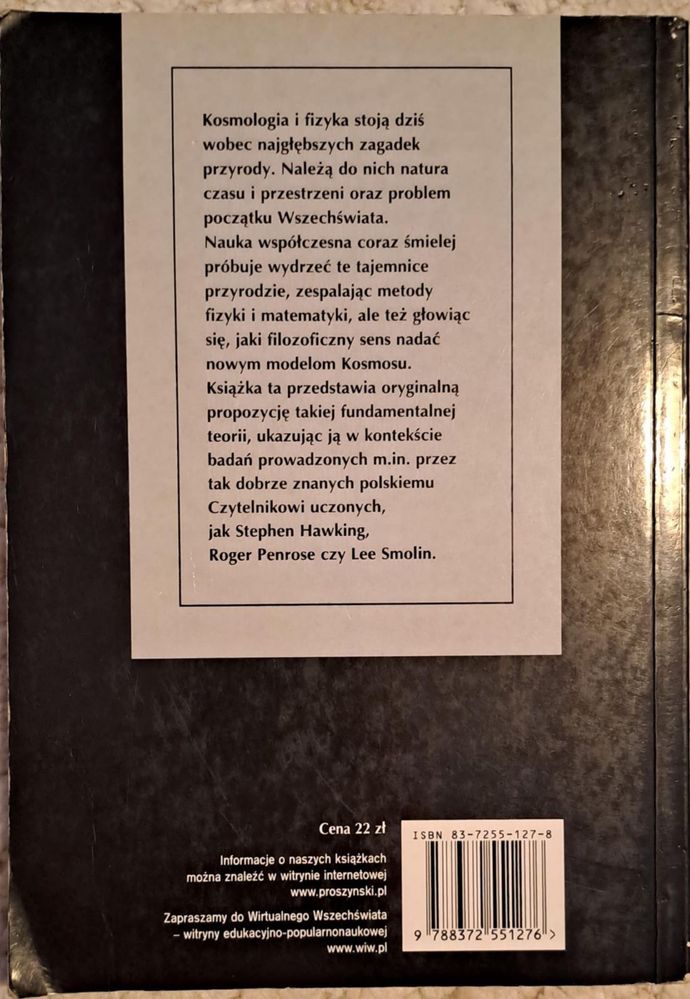 Kosmologia i fizyka stoją dziś
wobec najgłębszych zagadek
przyrody. Należą do nich natura
czasu i przestrzeni oraz problem
początku Wszechświata.
Nauka współczesna coraz śmielej
próbuje wydrzeć te tajemnice
przyrodzie, zespalając metody
fizyki i matematyki, ale też głowiąc
się, jaki filozoficzny sens nadać
nowym modelom Kosmosu.
Książka ta przedstawia oryginalną
propozycję takiej fundamentalnej
teorii, ukazując ją w kontekście
badań prowadzonych m.in. przez
tak dobrze znanych polskiemu
Czytelnikowi uczonych,
jak Stephen Hawking,
Roger Penrose czy Lee Smolin.
Cena 22 zł
Informacje o naszych książkach
można znaleźć w witrynie internetowej
www.proszynski.pl
Zapraszamy do Wirtualnego Wszechświata
– witryny edukacyjno-popularnonaukowej
www.wiw.pl
ISBN 83-7255-127-8
9 788372 551276 >